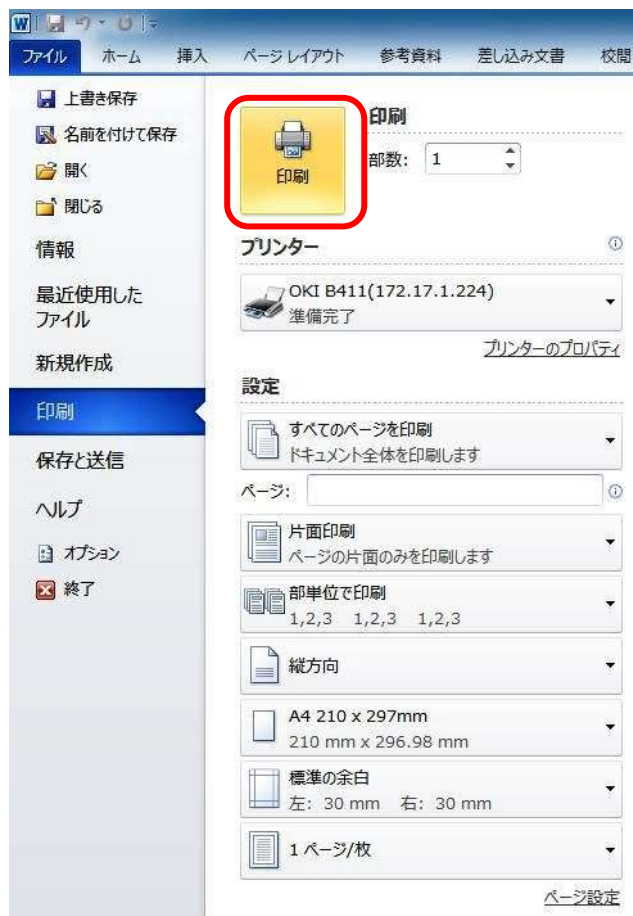 ファイル ホーム 挿入 ページ レイアウト 参考資料 差し込み文書 校閲
上書き保存
名前を付けて保存
開く
閉じる
情報
最近使用した
ファイル
新規作成
印刷
保存と送信
ヘルプ
オプション
終了
印刷
印刷
部数: 1
プリンター
OKI B411(172.17.1.224)
準備完了
プリンターのプロパティ
設定
すべてのページを印刷
ドキュメント全体を印刷します
ページ:
片面印刷
ページの片面のみを印刷します
部単位で印刷
1,2,3 1,2,3 1,2,3
縦方向
A4 210 x 297mm
210 mm x 296.98 mm
標準の余白
左: 30 mm 右: 30 mm
1 ページ/枚
ページ設定